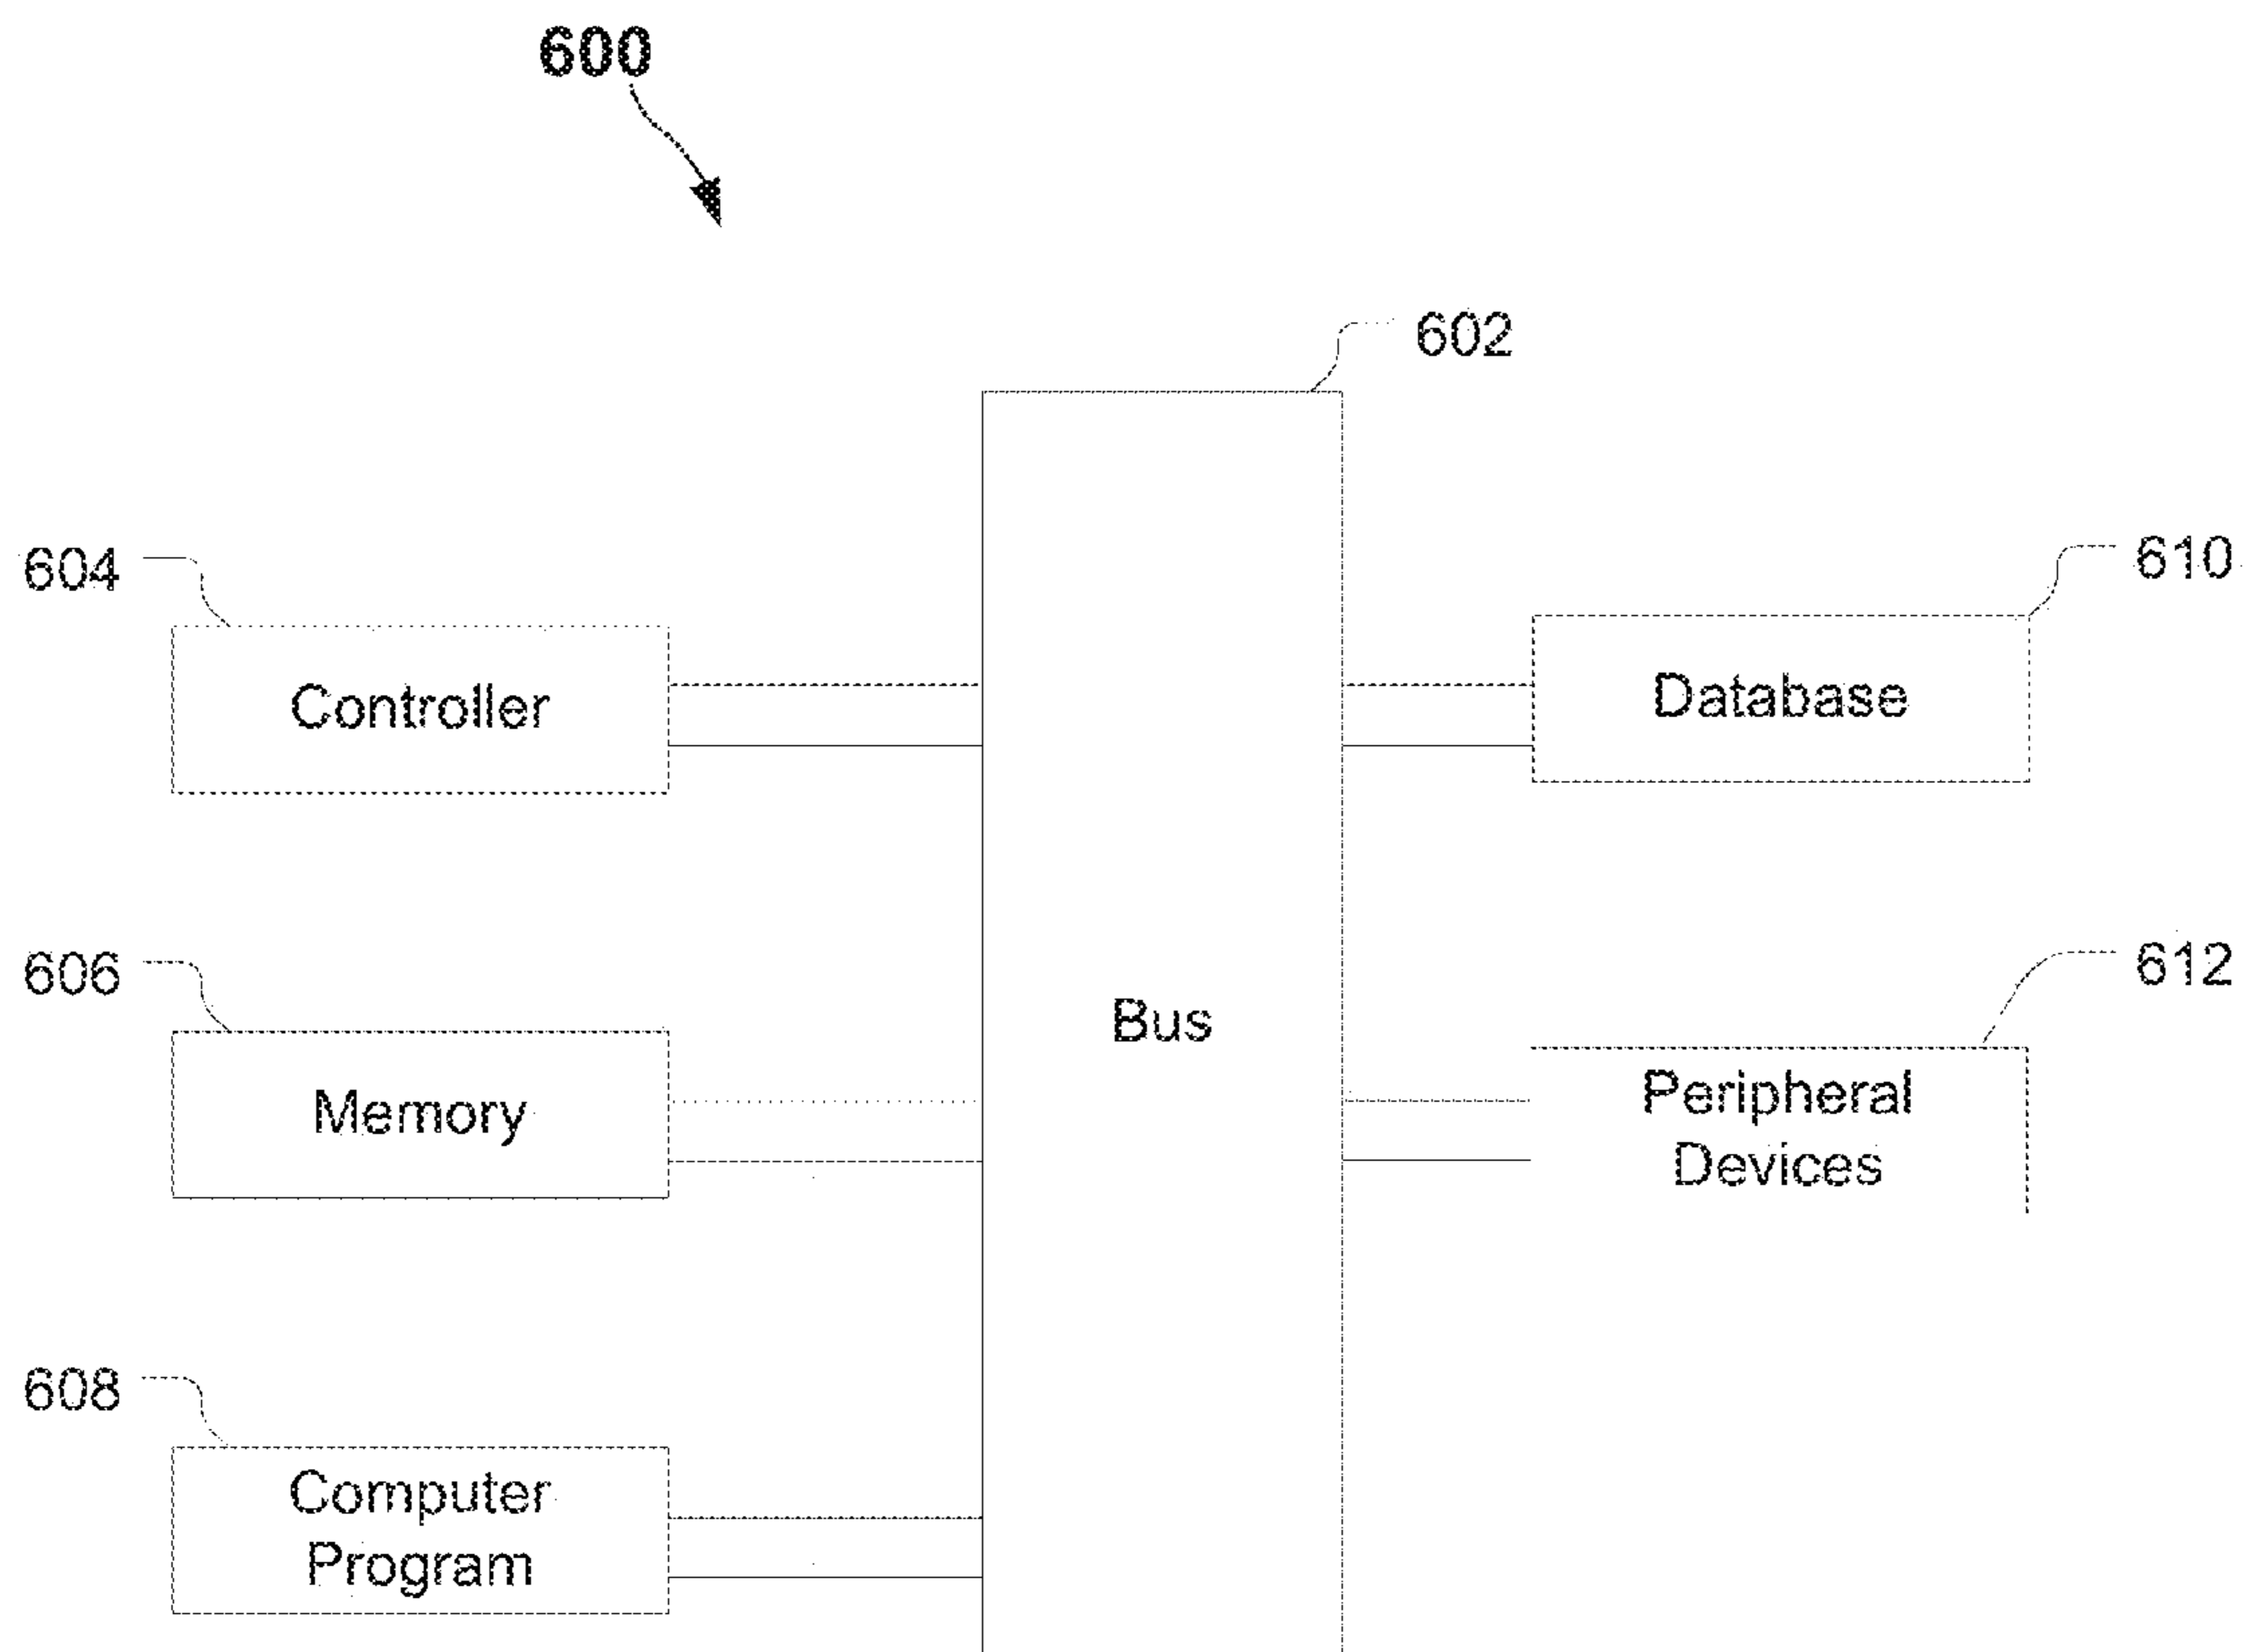 600
602
604
Controller
610
Database
606
Memory
Bus
612
Peripheral
Devices
608
Computer
Program